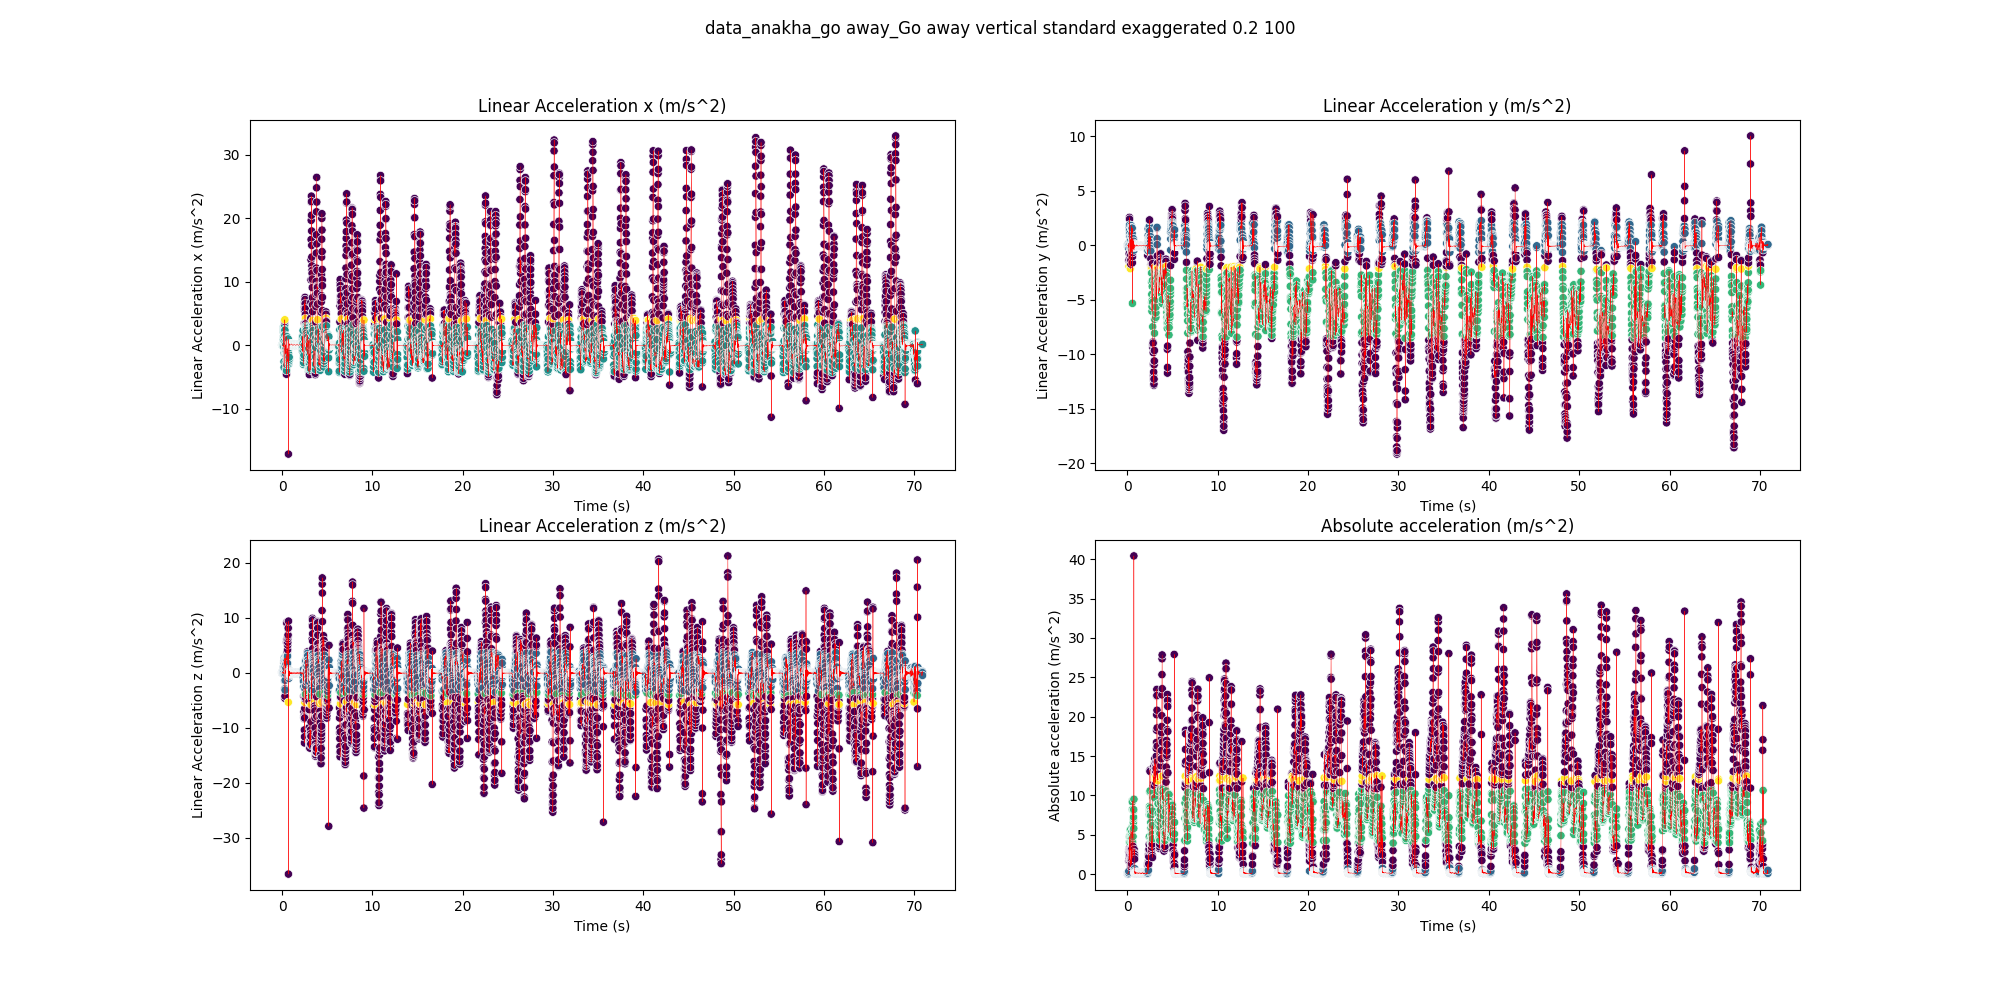 data_anakha_go away_Go away vertical standard exaggerated 0.2 100
Linear Acceleration x (m/s^2)
Linear Acceleration x (m/s^2)
30
20
10
0
−10
0 10 20 30 40 50 60 70
Time (s)
Linear Acceleration y (m/s^2)
Linear Acceleration y (m/s^2)
10
5
0
−5
−10
−15
−20
0 10 20 30 40 50 60 70
Time (s)
Linear Acceleration z (m/s^2)
Linear Acceleration z (m/s^2)
20
10
0
−10
−20
−30
0 10 20 30 40 50 60 70
Time (s)
Absolute acceleration (m/s^2)
Absolute acceleration (m/s^2)
40
35
30
25
20
15
10
5
0
0 10 20 30 40 50 60 70
Time (s)